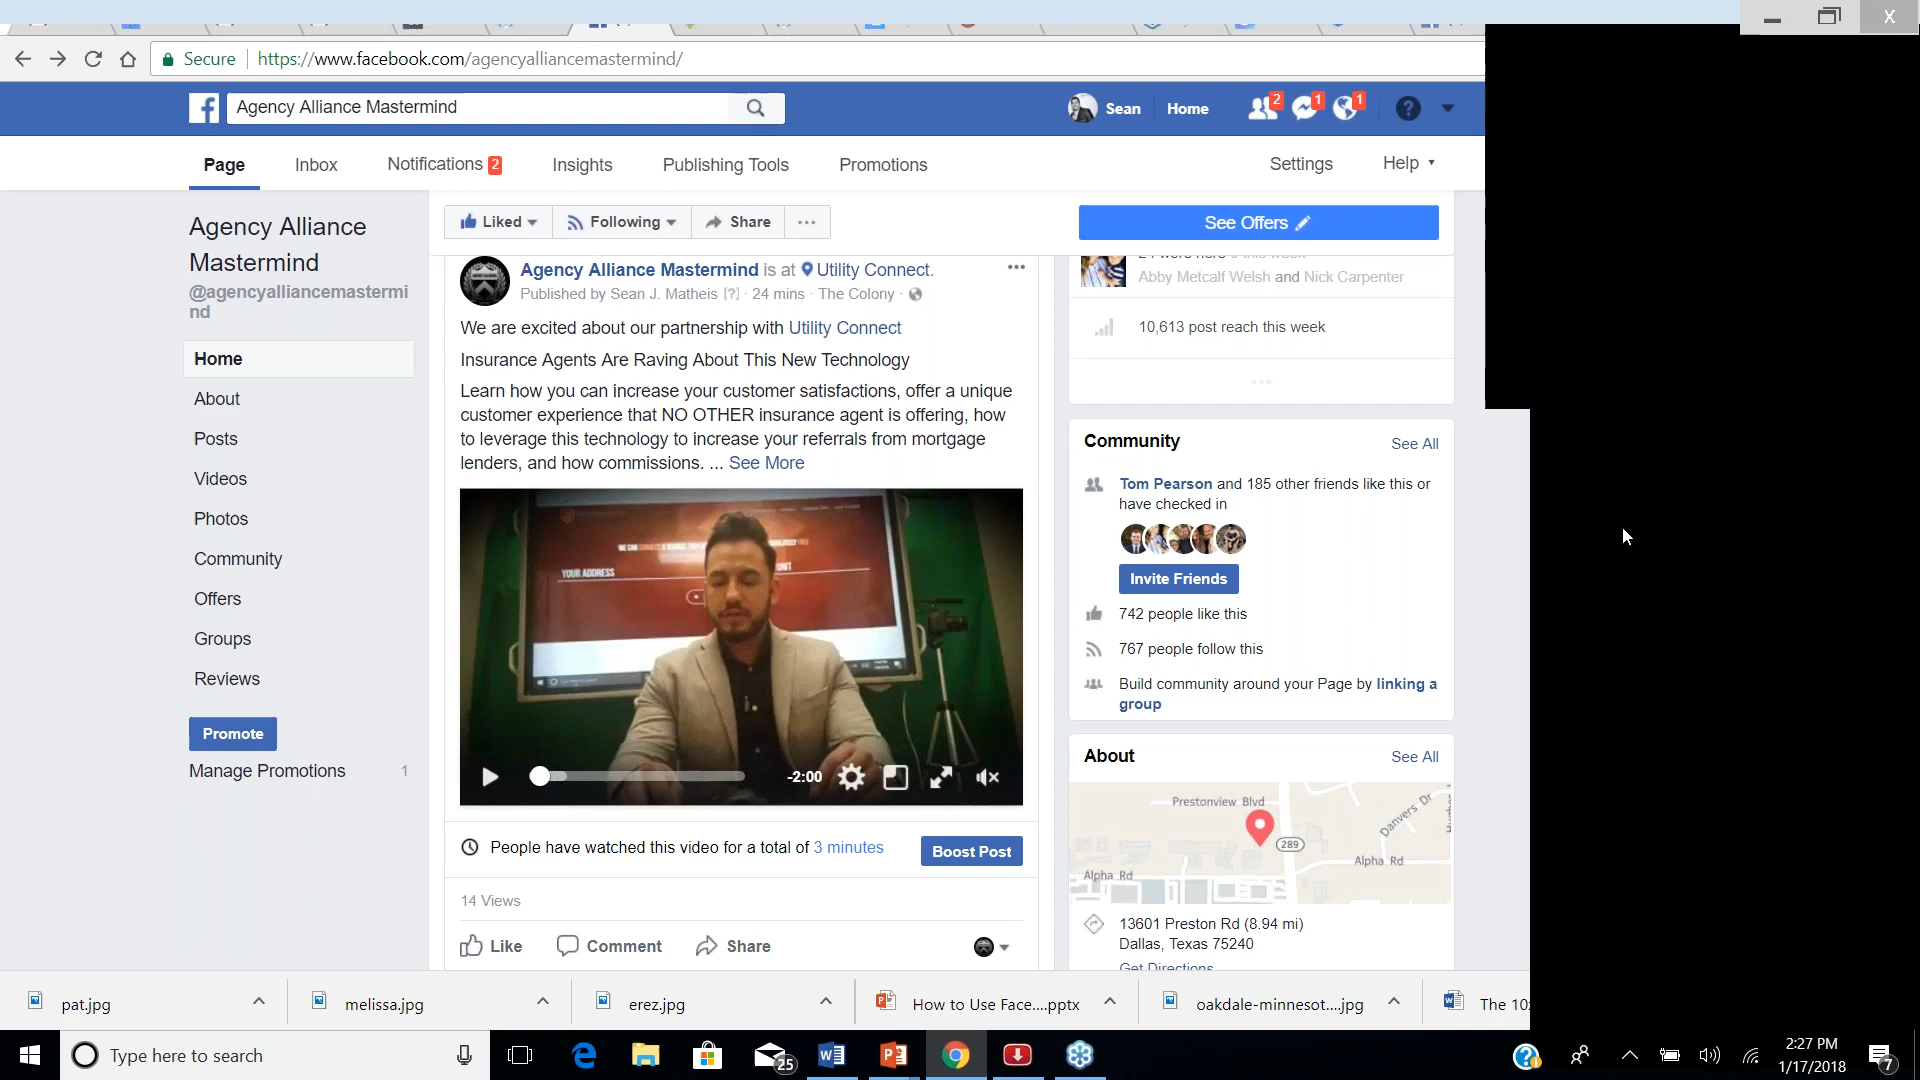 X
Secure https://www.facebook.com/agencyalliancemastermind/
Agency Alliance Mastermind
Sean Home 2 1 1 ?
Page Inbox Notifications 2 Insights Publishing Tools Promotions Settings Help
Agency Alliance
Mastermind
@agencyalliancemastermi
nd
Home
About
Posts
Videos
Photos
Community
Offers
Groups
Reviews
Promote
Manage Promotions 1
Liked Following Share ...
See Offers
Agency Alliance Mastermind is at Utility Connect.
Published by Sean J. Matheis [?] · 24 mins · The Colony ·
We are excited about our partnership with Utility Connect
Insurance Agents Are Raving About This New Technology
Learn how you can increase your customer satisfactions, offer a unique
customer experience that NO OTHER insurance agent is offering, how
to leverage this technology to increase your referrals from mortgage
lenders, and how commissions. ... See More
YOUR ADDRESS
UNIT
-2:00
People have watched this video for a total of 3 minutes
Boost Post
14 Views
Like Comment Share
Abby Metcalf Welsh and Nick Carpenter
10,613 post reach this week
Community See All
Tom Pearson and 185 other friends like this or
have checked in
Invite Friends
742 people like this
767 people follow this
Build community around your Page by linking a
group
About See All
Prestonview Blvd
Danvers Dr
289
Alpha Rd
Alpha Rd
13601 Preston Rd (8.94 mi)
Dallas, Texas 75240
Get Directions
pat.jpg
melissa.jpg
erez.jpg
How to Use Face....pptx
oakdale-minnesot....jpg
The 10
Type here to search
25
2:27 PM
1/17/2018
7